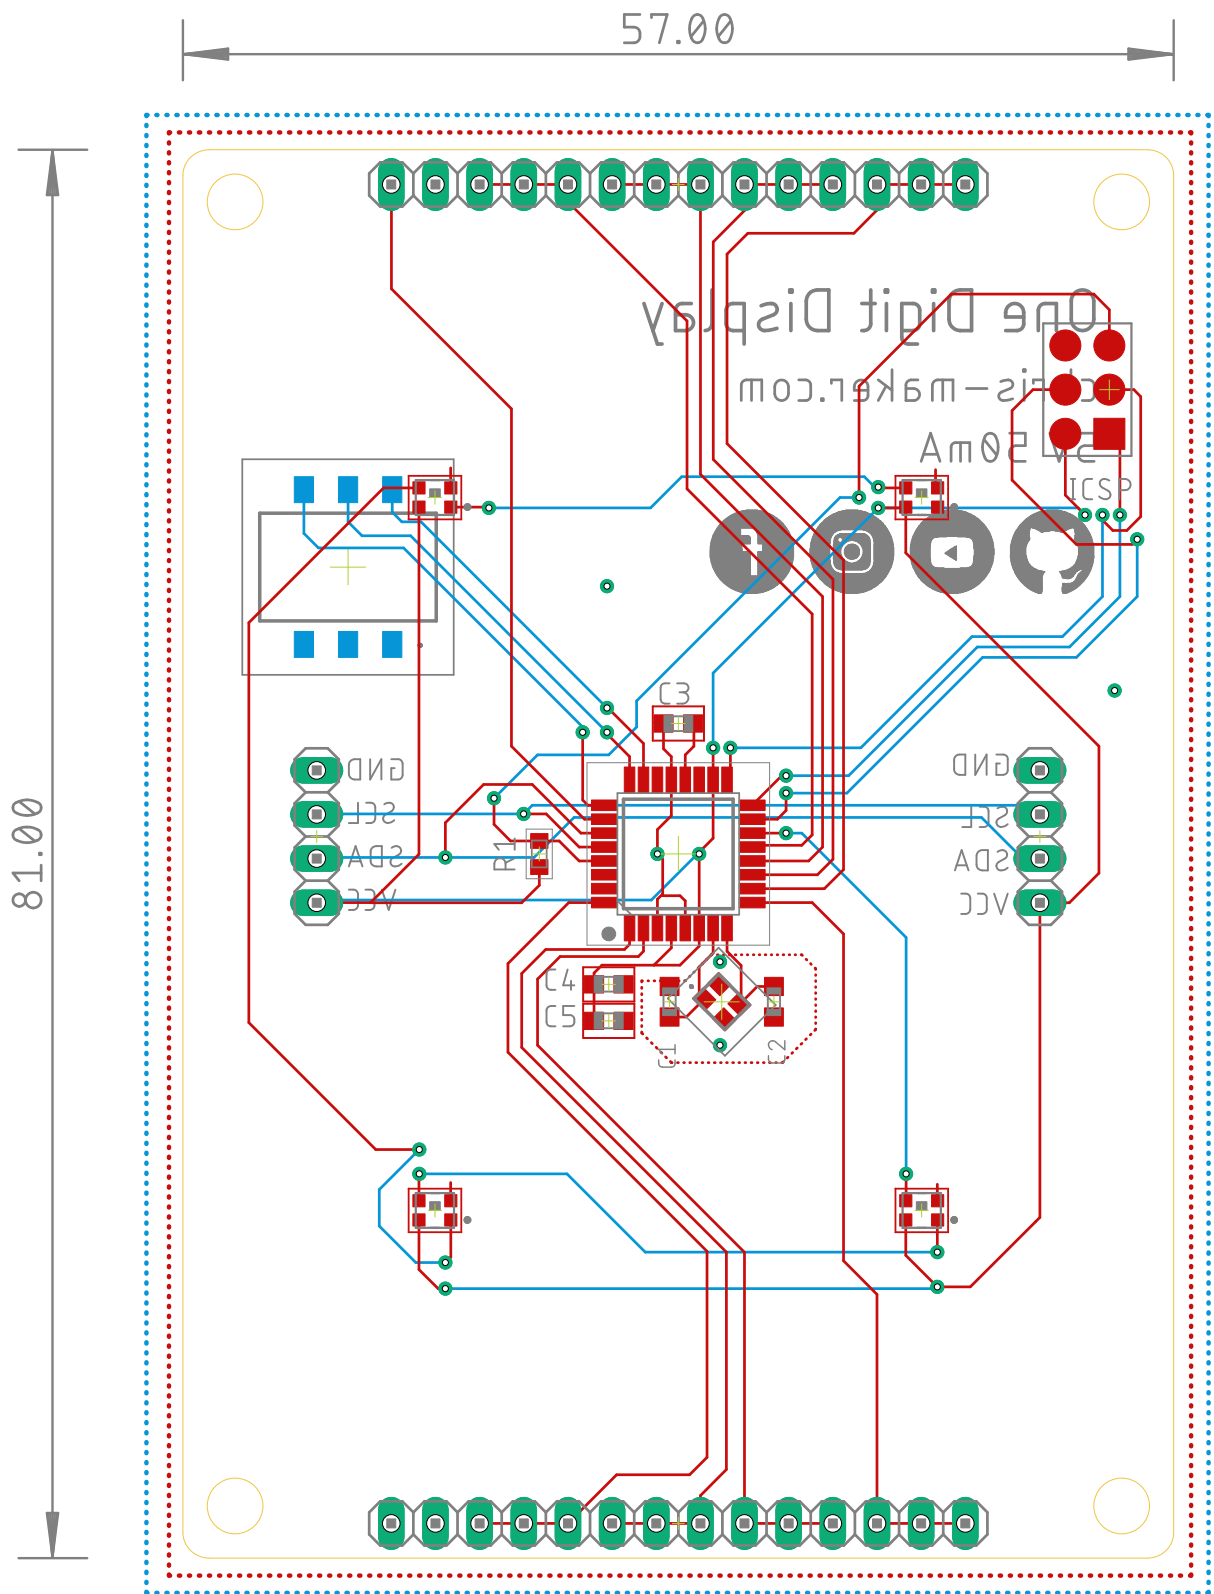 57.00
One Digit Display
chris-maker.com
5V 50mA
ICSP
C3
GND
GND
SCL
SCL
81.00
R1
SDA
SDA
VCC
VCC
C4
C5
C1
C2